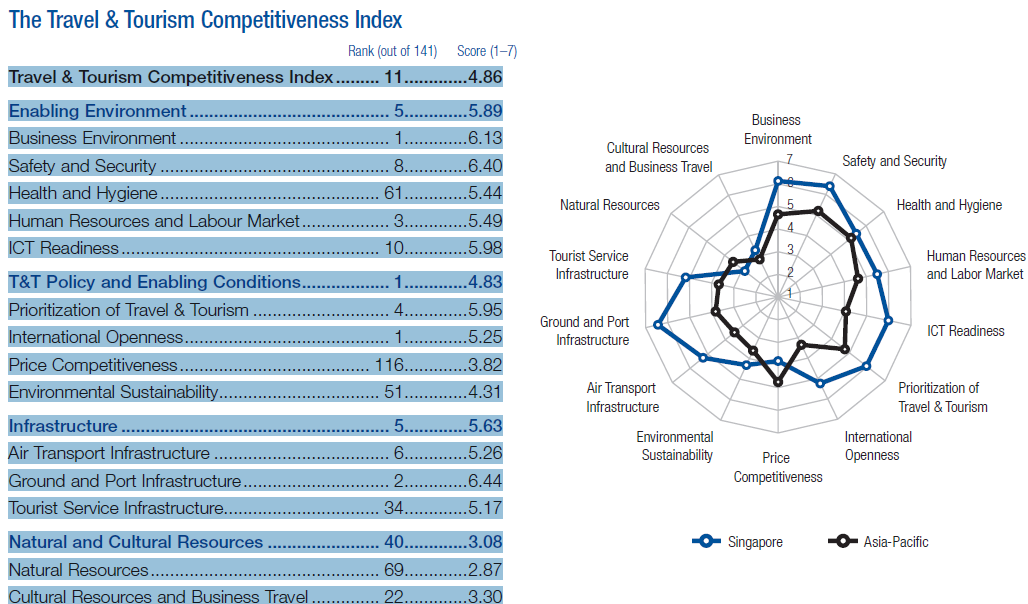 The Travel & Tourism Competitiveness Index
Rank (out of 141) Score (1–7)
Travel & Tourism Competitiveness Index......... 11.............4.86
Enabling Environment......................................... 5.............5.89
Business Environment........................................... 1.............6.13
Safety and Security............................................... 8.............6.40
Health and Hygiene.............................................. 61.............5.44
Human Resources and Labour Market.................. 3.............5.49
ICT Readiness...................................................... 10.............5.98
T&T Policy and Enabling Conditions.................. 1.............4.83
Prioritization of Travel & Tourism ........................... 4.............5.95
International Openness.......................................... 1.............5.25
Price Competitiveness......................................... 116.............3.82
Environmental Sustainability.................................. 51.............4.31
Infrastructure ....................................................... 5.............5.63
Air Transport Infrastructure .................................... 6.............5.26
Ground and Port Infrastructure.............................. 2.............6.44
Tourist Service Infrastructure................................. 34.............5.17
Natural and Cultural Resources ....................... 40.............3.08
Natural Resources................................................ 69.............2.87
Cultural Resources and Business Travel .............. 22.............3.30
Business
Environment
Cultural Resources
and Business Travel
7
Safety and Security
6
Natural Resources
5
Health and Hygiene
4
Tourist Service
Infrastructure
3
Human Resources
and Labor Market
2
1
Ground and Port
Infrastructure
ICT Readiness
Air Transport
Infrastructure
Prioritization of
Travel & Tourism
Environmental
Sustainability
International
Openness
Price
Competitiveness
Singapore
Asia-Pacific